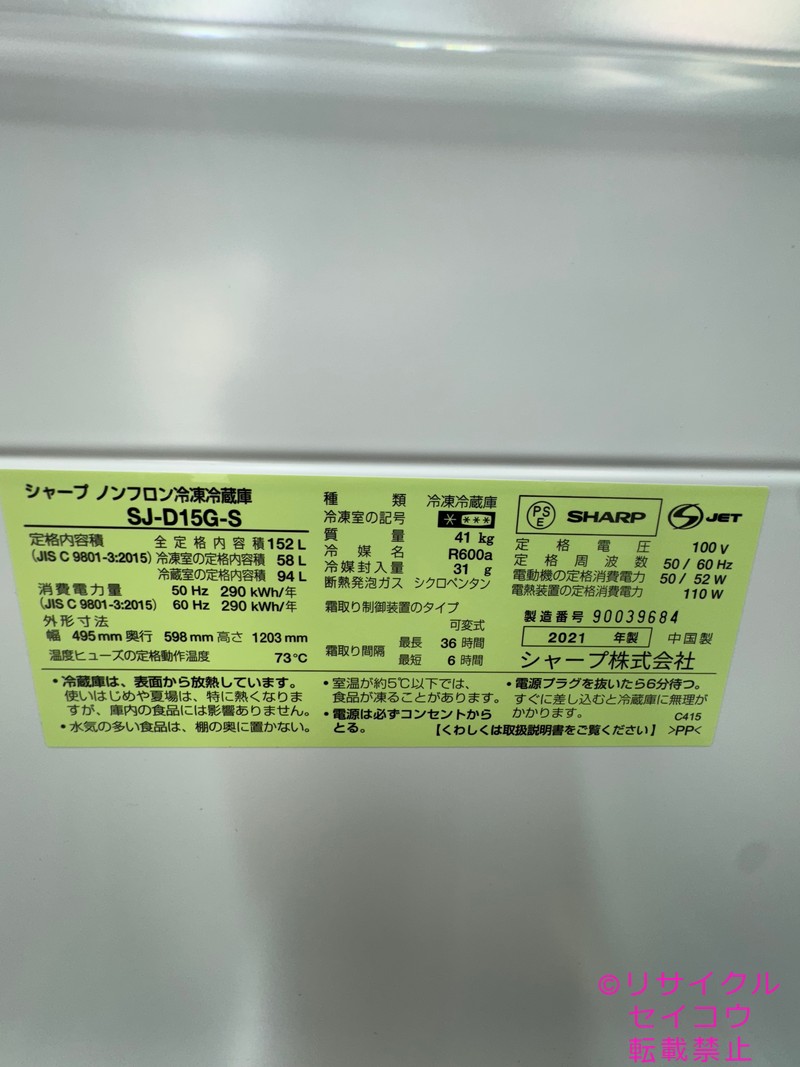 シャープ ノンフロン冷凍冷蔵庫
SJ-D15G-S
定格内容積 全定格内容積 152 L
(JIS C 9801-3:2015) 冷凍室の定格内容積 58 L
冷蔵室の定格内容積 94 L
消費電力量 50 Hz 290 kWh/年
(JIS C 9801-3:2015) 60 Hz 290 kWh/年
外形寸法
幅 495 mm 奥行 598 mm 高さ 1203 mm
温度ヒューズの定格動作温度 73℃
種類 冷凍冷蔵庫
冷凍室の記号 * ***
質量 41 kg
冷媒名 R600a
冷媒封入量 31 g
断熱発泡ガス シクロペンタン
霜取り制御装置のタイプ
可変式
霜取り間隔 最長 36 時間
最短 6 時間
PSE SHARP S JET
定格電圧 100 V
定格周波数 50 / 60 Hz
電動機の定格消費電力 50 / 52 W
電熱装置の定格消費電力 110 W
製造番号 90039684
2021 年製 中国製
シャープ株式会社
・冷蔵庫は、表面から放熱しています。
使いはじめや夏場は、特に熱くなりま
すが、庫内の食品には影響ありません。
・水気の多い食品は、棚の奥に置かない。
・室温が約5℃以下では、
食品が凍ることがあります。
・電源は必ずコンセントから
とる。
・電源プラグを抜いたら6分待つ。
すぐに差し込むと冷蔵庫に無理が
かかります。 C415
【くわしくは取扱説明書をご覧ください】 >PP<
©リサイクル
セイコウ
転載禁止